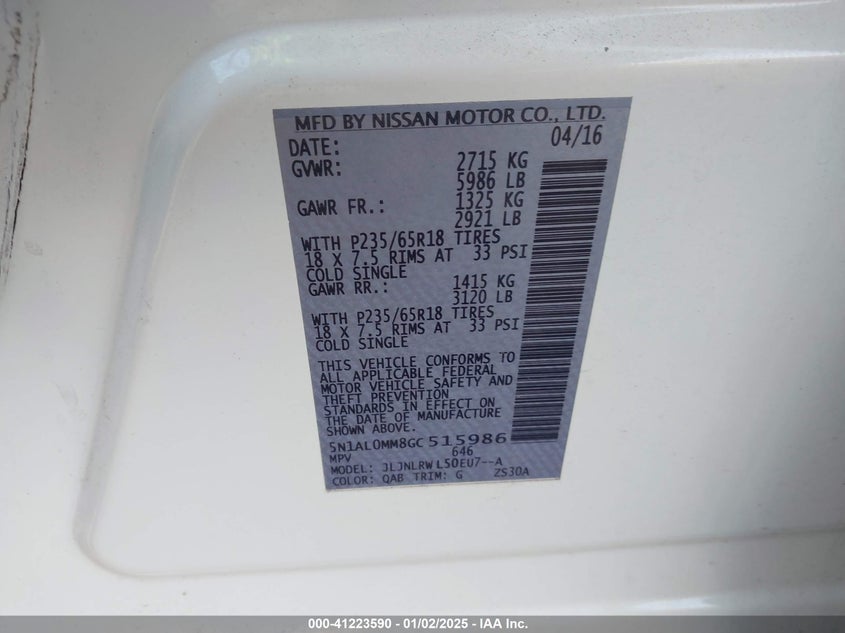 MFD BY NISSAN MOTOR CO., LTD.
DATE: 04/16
GVWR: 2715 KG
5986 LB
GAWR FR.: 1325 KG
2921 LB
WITH P235/65R18 TIRES
18 X 7.5 RIMS AT 33 PSI
COLD SINGLE
GAWR RR.: 1415 KG
3120 LB
WITH P235/65R18 TIRES
18 X 7.5 RIMS AT 33 PSI
COLD SINGLE
THIS VEHICLE CONFORMS TO
ALL APPLICABLE FEDERAL
MOTOR VEHICLE SAFETY AND
THEFT PREVENTION
STANDARDS IN EFFECT ON
THE DATE OF MANUFACTURE
SHOWN ABOVE.
5N1AL0MM8GC515986
MPV 646
MODEL: JLJNLRWL50EU7--A
COLOR: QAB TRIM: G ZS30A
000-41223590 - 01/02/2025 - IAA Inc.